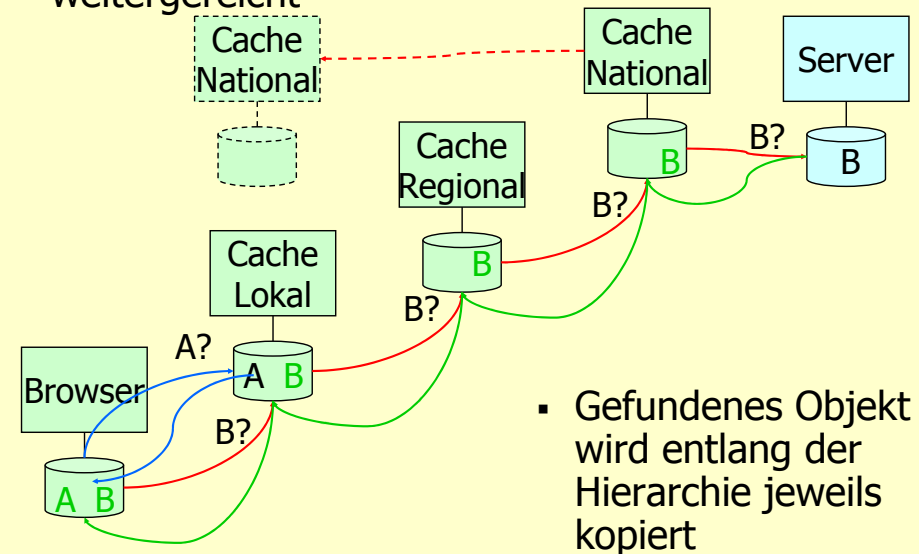 weitergereicht
Cache
National
Cache
National
Server
B?
B
B
Cache
Regional
B?
B
Cache
Lokal
B?
A?
A B
Browser
B?
A B
▪ Gefundenes Objekt
wird entlang der
Hierarchie jeweils
kopiert